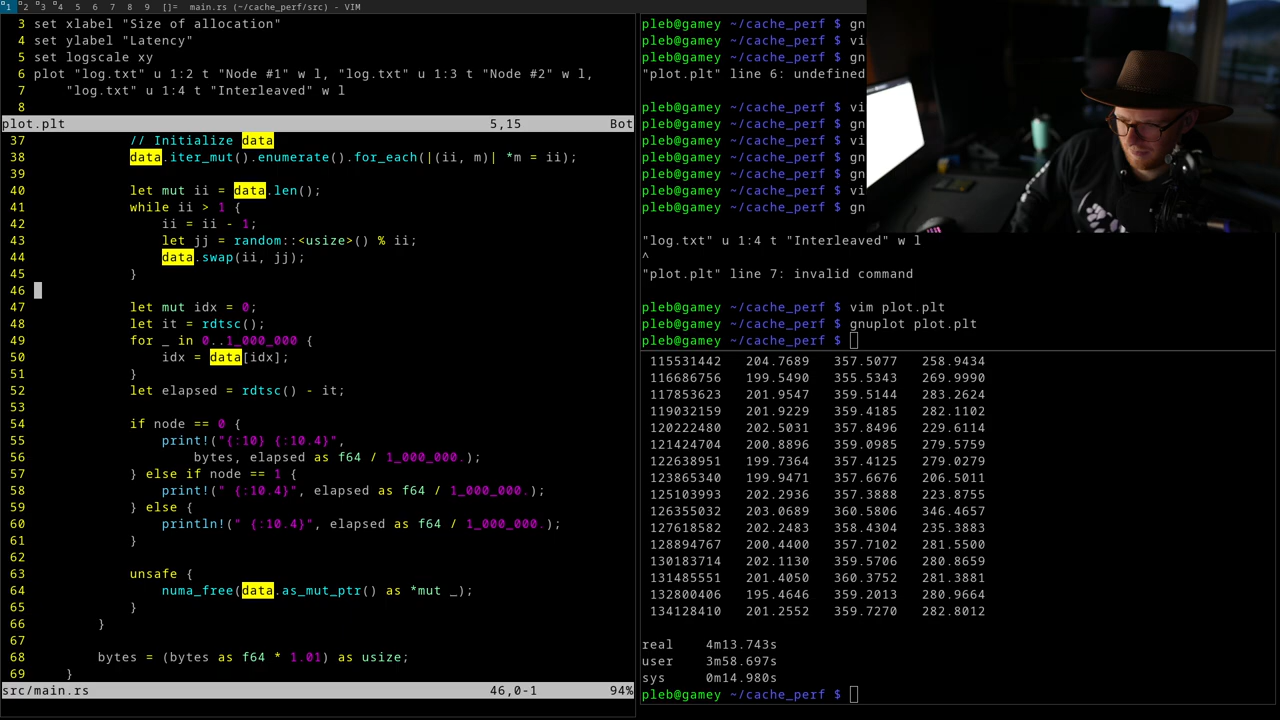 1 2 3 4 5 6 7 8 9 []= main.rs (~/cache_perf/src) - VIM
3 set xlabel "Size of allocation"
4 set ylabel "Latency"
5 set logscale xy
6 plot "log.txt" u 1:2 t "Node #1" w l, "log.txt" u 1:3 t "Node #2" w l,
7     "log.txt" u 1:4 t "Interleaved" w l
8
plot.plt 5,15 Bot
37             // Initialize data
38             data.iter_mut().enumerate().for_each(|(ii, m)| *m = ii);
39
40             let mut ii = data.len();
41             while ii > 1 {
42                 ii = ii - 1;
43                 let jj = random::<usize>() % ii;
44                 data.swap(ii, jj);
45             }
46
47             let mut idx = 0;
48             let it = rdtsc();
49             for _ in 0..1_000_000 {
50                 idx = data[idx];
51             }
52             let elapsed = rdtsc() - it;
53
54             if node == 0 {
55                 print!("{:10} {:10.4}",
56                     bytes, elapsed as f64 / 1_000_000.);
57             } else if node == 1 {
58                 print!(" {:10.4}", elapsed as f64 / 1_000_000.);
59             } else {
60                 println!(" {:10.4}", elapsed as f64 / 1_000_000.);
61             }
62
63             unsafe {
64                 numa_free(data.as_mut_ptr() as *mut _);
65             }
66         }
67
68         bytes = (bytes as f64 * 1.01) as usize;
69     }
src/main.rs 46,0-1 94%
pleb@gamey ~/cache_perf $ gn
pleb@gamey ~/cache_perf $ vi
pleb@gamey ~/cache_perf $ gn
"plot.plt" line 6: undefined
pleb@gamey ~/cache_perf $ vi
pleb@gamey ~/cache_perf $ gn
pleb@gamey ~/cache_perf $ vi
pleb@gamey ~/cache_perf $ gn
pleb@gamey ~/cache_perf $ gn
pleb@gamey ~/cache_perf $ vi
pleb@gamey ~/cache_perf $ gn
"log.txt" u 1:4 t "Interleaved" w l
^
"plot.plt" line 7: invalid command
pleb@gamey ~/cache_perf $ vim plot.plt
pleb@gamey ~/cache_perf $ gnuplot plot.plt
pleb@gamey ~/cache_perf $
115531442 204.7689 357.5077 258.9434
116686756 199.5490 355.5343 269.9990
117853623 201.9547 359.5144 283.2624
119032159 201.9229 359.4185 282.1102
120222480 202.5031 357.8496 229.6114
121424704 200.8896 359.0985 279.5759
122638951 199.7364 357.4125 279.0279
123865340 199.9471 357.6676 206.5011
125103993 202.2936 357.3888 223.8755
126355032 203.0689 360.5806 346.4657
127618582 202.2483 358.4304 235.3883
128894767 200.4400 357.7102 281.5500
130183714 202.1130 359.5706 280.8659
131485551 201.4050 360.3752 281.3881
132800406 195.4646 359.2013 280.9664
134128410 201.2552 359.7270 282.8012
real 4m13.743s
user 3m58.697s
sys 0m14.980s
pleb@gamey ~/cache_perf $